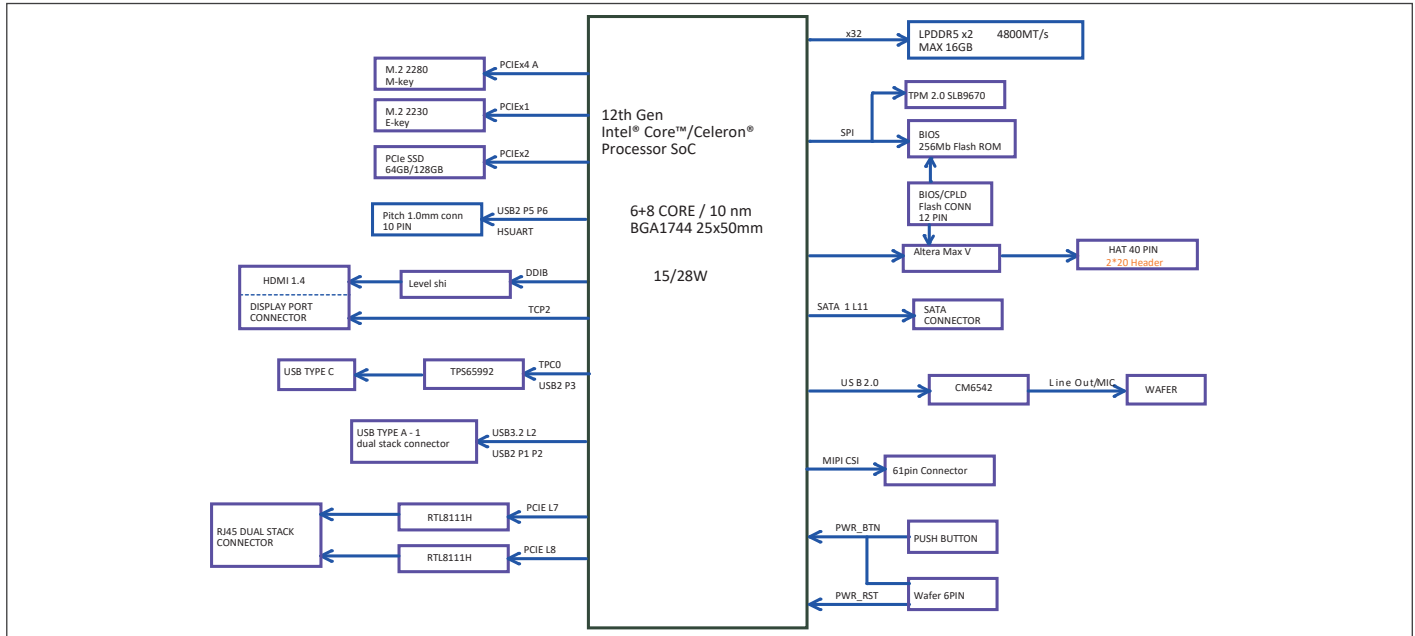 12th Gen
Intel® Core™/Celeron®
Processor SoC
6+8 CORE / 10 nm
BGA1744 25x50mm
15/28W
M.2 2280
M-key
PCIEx4 A
M.2 2230
E-key
PCIEx1
PCIe SSD
64GB/128GB
PCIEx2
Pitch 1.0mm conn
10 PIN
USB2 P5 P6
HSUART
HDMI 1.4
DISPLAY PORT
CONNECTOR
Level shi
DDIB
TCP2
USB TYPE C
TPS65992
TPC0
USB2 P3
USB TYPE A - 1
dual stack connector
USB3.2 L2
USB2 P1 P2
RJ45 DUAL STACK
CONNECTOR
RTL8111H
PCIE L7
RTL8111H
PCIE L8
x32
LPDDR5 x2 4800MT/s
MAX 16GB
TPM 2.0 SLB9670
SPI
BIOS
256Mb Flash ROM
BIOS/CPLD
Flash CONN
12 PIN
Altera Max V
HAT 40 PIN
2*20 Header
SATA 1 L11
SATA
CONNECTOR
US B 2.0
CM6542
Line Out/MIC
WAFER
MIPI CSI
61pin Connector
PWR_BTN
PUSH BUTTON
PWR_RST
Wafer 6PIN